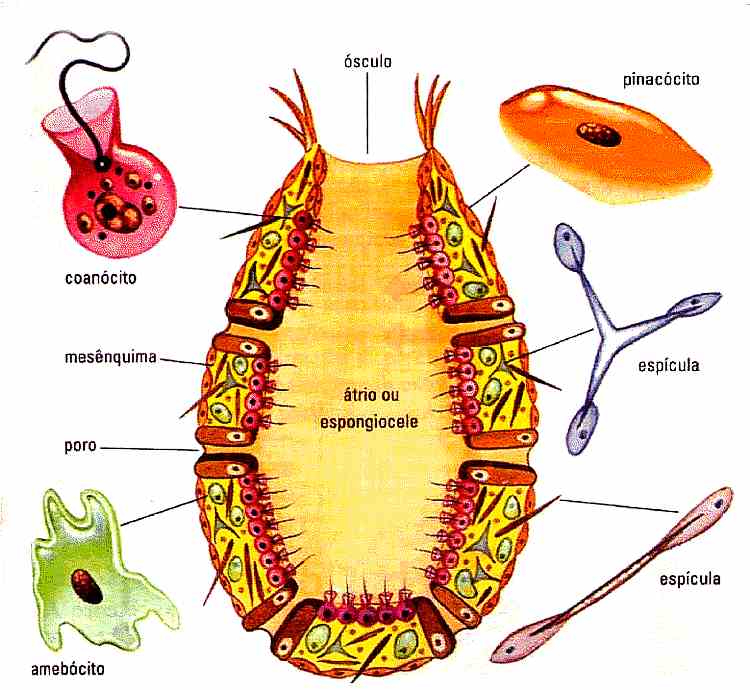 ósculo
pinacócito
coanócito
mesênquima
espícula
átrio ou
espongiocele
poro
espícula
amebócito